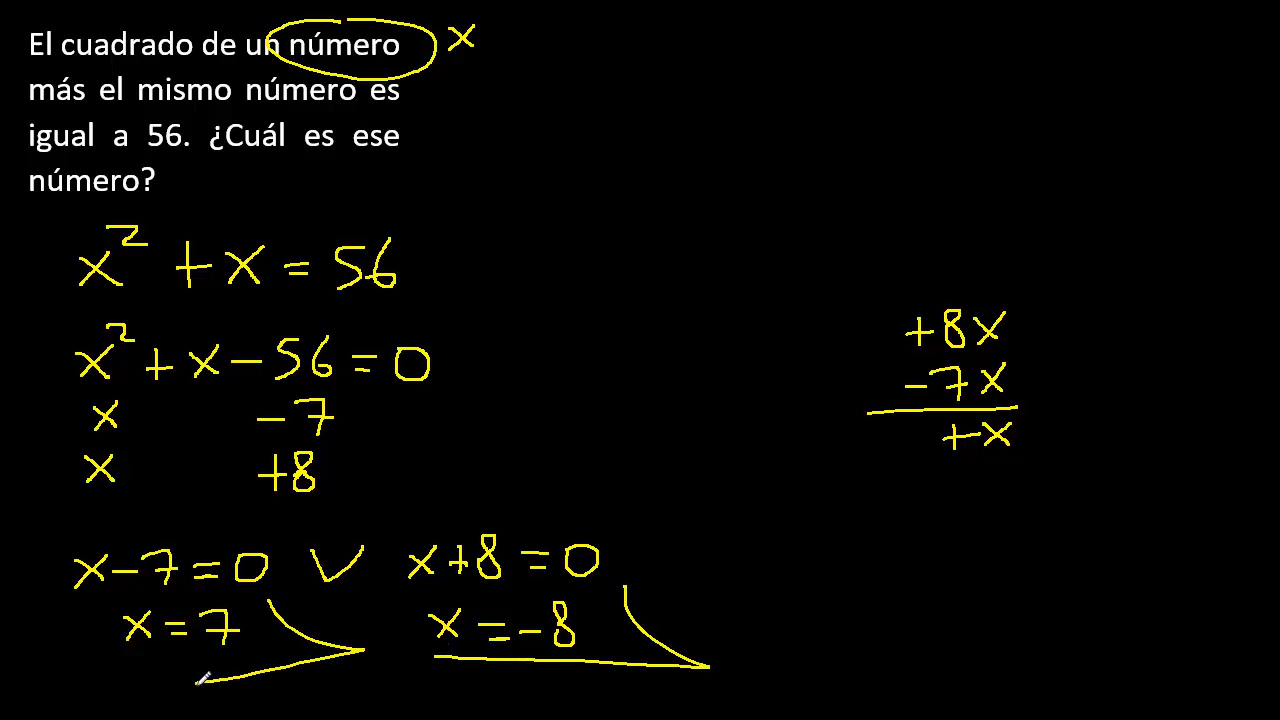 El cuadrado de un número x
más el mismo número es
igual a 56. ¿Cuál es ese
número?
x² + x = 56
x² + x - 56 = 0
x -7
x +8
+8x
-7x
+x
x-7=0 ∨ x+8=0
x=7 x=-8